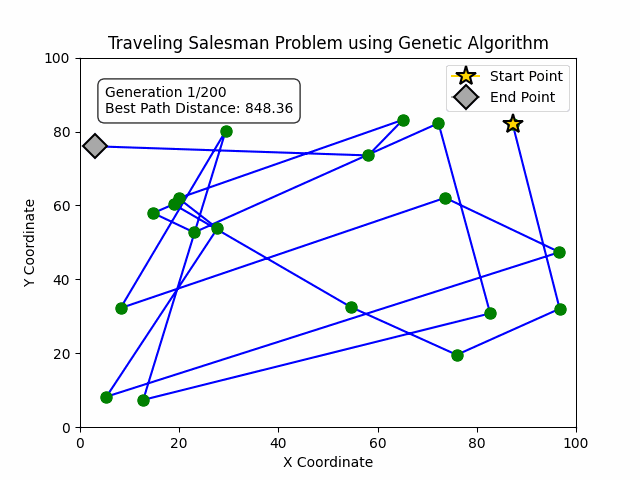 Traveling Salesman Problem using Genetic Algorithm
Generation 1/200
Best Path Distance: 848.36
Start Point
End Point
100
80
60
40
20
0
Y Coordinate
0 20 40 60 80 100
X Coordinate